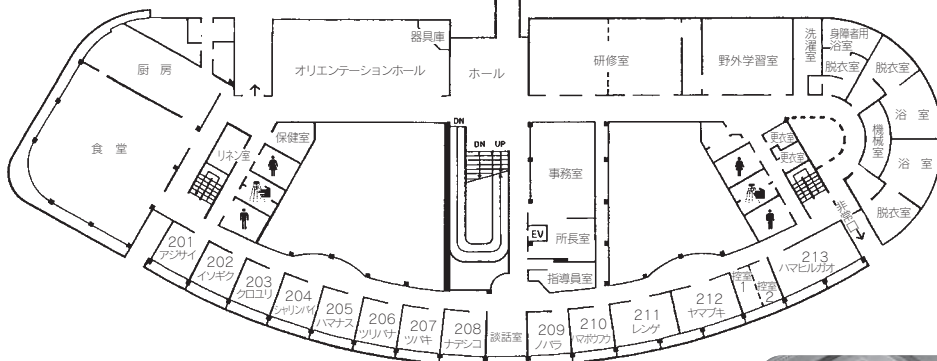 器具庫
厨 房
オリエンテーションホール
ホール
研修室
野外学習室
洗濯室
身障者用
浴室
脱衣室
脱衣室
浴 室
機械室
浴 室
脱衣室
食 堂
リネン室
保健室
DN
DN UP
事務室
更衣室
更衣室
非常口
EV
所長室
指導員室
201
アジサイ
202
イソギク
203
クロユリ
204
シャリンバイ
205
ハマナス
206
ツリバナ
207
ツバキ
208
ナデシコ
談話室
209
ノバラ
210
ハマボウフウ
211
レンゲ
212
ヤマブキ
控室
1
控室
2
213
ハマヒルガオ